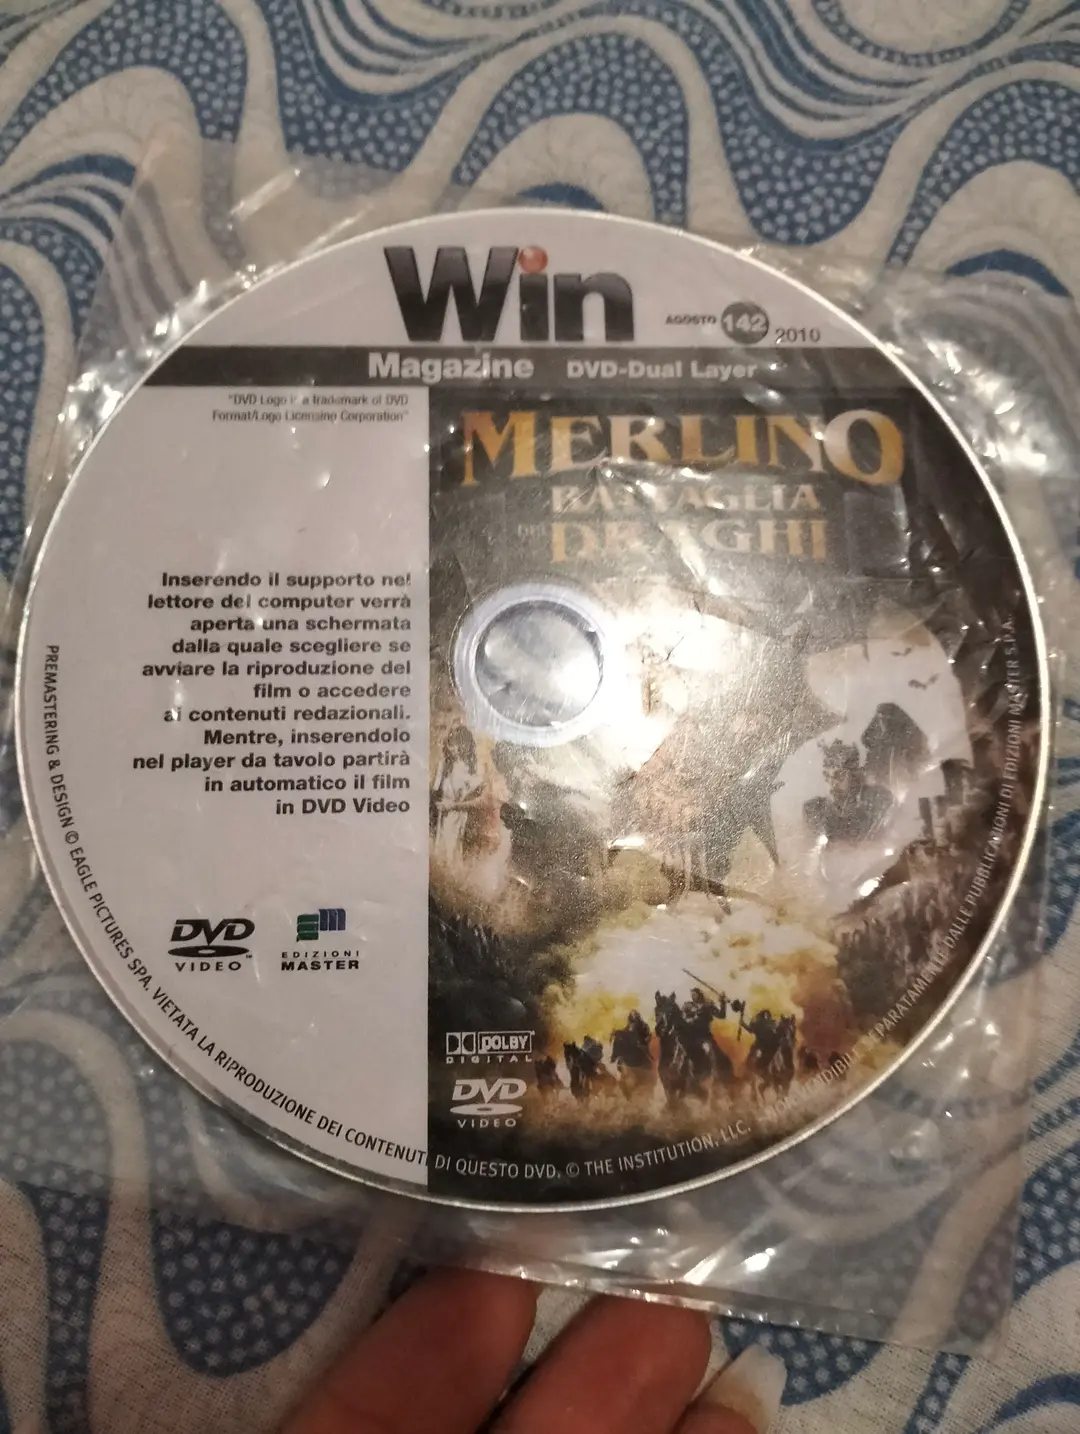 Win
AGOSTO 142 2010
Magazine DVD-Dual Layer
"DVD Logo is a trademark of DVD
Format/Logo Licensing Corporation"
MERLINO
BATTAGLIA
DEI DRAGHI
Inserendo il supporto nel
lettore del computer verrà
aperta una schermata
dalla quale scegliere se
avviare la riproduzione del
film o accedere
ai contenuti redazionali.
Mentre, inserendolo
nel player da tavolo partirà
in automatico il film
in DVD Video
DVD
VIDEO
EDIZIONI
MASTER
DOLBY
DIGITAL
DVD
VIDEO
PREMASTERING & DESIGN © EAGLE PICTURES SPA. VIETATA LA RIPRODUZIONE DEI CONTENUTI DI QUESTO DVD. © THE INSTITUTION, LLC. NON VENDIBILE SEPARATAMENTE DALLE PUBBLICAZIONI DI EDIZIONI MASTER S.P.A.